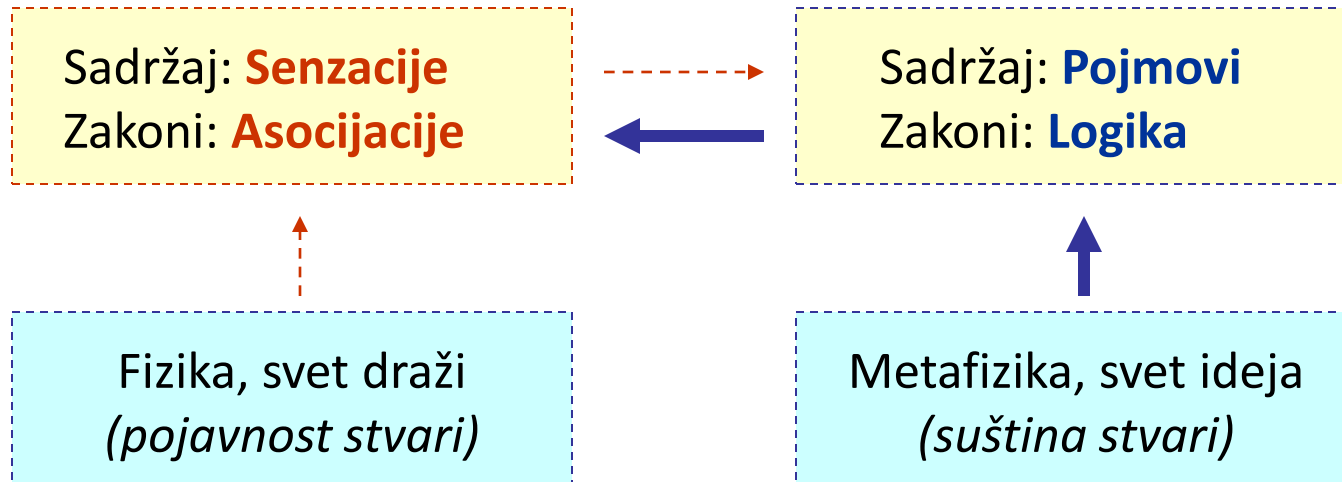 Sadržaj: Senzacije
Zakoni: Asocijacije
Sadržaj: Pojmovi
Zakoni: Logika
Fizika, svet draži
(pojavnost stvari)
Metafizika, svet ideja
(suština stvari)